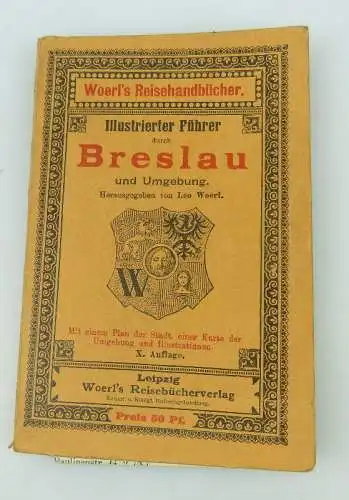 Woerl's Reisehandbücher.
Illustrierter Führer
durch
Breslau
und Umgebung.
Herausgegeben von Leo Woerl.
W
Mit einem Plan der Stadt, einer Karte der
Umgebung und Illustrationen.
X. Auflage.
Leipzig
Woerl's Reisebücherverlag
Preis 50 Pf.